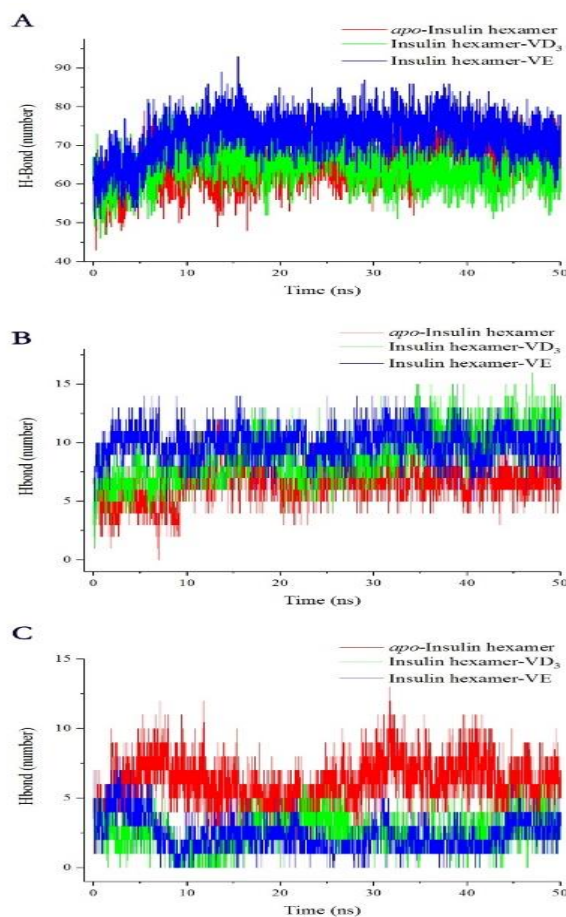 A
apo-Insulin hexamer
Insulin hexamer-VD3
Insulin hexamer-VE
H-Bond (number)
90
80
70
60
50
40
0 10 20 30 40 50
Time (ns)
B
apo-Insulin hexamer
Insulin hexamer-VD3
Insulin hexamer-VE
Hbond (number)
15
10
5
0
0 10 20 30 40 50
Time (ns)
C
apo-Insulin hexamer
Insulin hexamer-VD3
Insulin hexamer-VE
Hbond (number)
15
10
5
0
0 10 20 30 40 50
Time (ns)